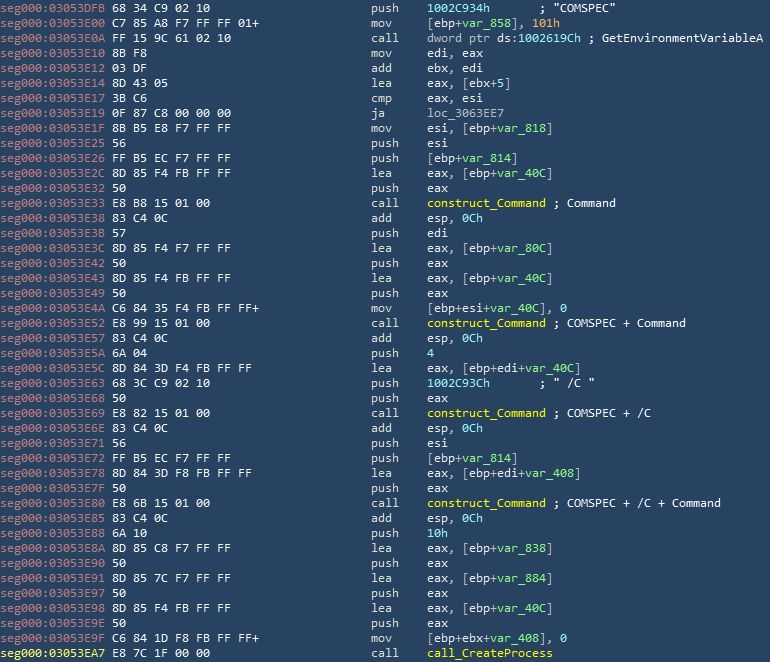 seg000:03053DFB 68 34 C9 02 10 push 1002C934h ; "COMSPEC"
seg000:03053E00 C7 85 A8 F7 FF FF 01+ mov [ebp+var_858], 101h
seg000:03053E0A FF 15 9C 61 02 10 call dword ptr ds:1002619Ch ; GetEnvironmentVariableA
seg000:03053E10 8B F8 mov edi, eax
seg000:03053E12 03 DF add ebx, edi
seg000:03053E14 8D 43 05 lea eax, [ebx+5]
seg000:03053E17 3B C6 cmp eax, esi
seg000:03053E19 0F 87 C8 00 00 00 ja loc_3063EE7
seg000:03053E1F 8B B5 E8 F7 FF FF mov esi, [ebp+var_818]
seg000:03053E25 56 push esi
seg000:03053E26 FF B5 EC F7 FF FF push [ebp+var_814]
seg000:03053E2C 8D 85 F4 FB FF FF lea eax, [ebp+var_40C]
seg000:03053E32 50 push eax
seg000:03053E33 E8 B8 15 01 00 call construct_Command ; Command
seg000:03053E38 83 C4 0C add esp, 0Ch
seg000:03053E3B 57 push edi
seg000:03053E3C 8D 85 F4 F7 FF FF lea eax, [ebp+var_80C]
seg000:03053E42 50 push eax
seg000:03053E43 8D 85 F4 FB FF FF lea eax, [ebp+var_40C]
seg000:03053E49 50 push eax
seg000:03053E4A C6 84 35 F4 FB FF FF+ mov [ebp+esi+var_40C], 0
seg000:03053E52 E8 99 15 01 00 call construct_Command ; COMSPEC + Command
seg000:03053E57 83 C4 0C add esp, 0Ch
seg000:03053E5A 6A 04 push 4
seg000:03053E5C 8D 84 3D F4 FB FF FF lea eax, [ebp+edi+var_40C]
seg000:03053E63 68 3C C9 02 10 push 1002C93Ch ; " /C "
seg000:03053E68 50 push eax
seg000:03053E69 E8 82 15 01 00 call construct_Command ; COMSPEC + /C
seg000:03053E6E 83 C4 0C add esp, 0Ch
seg000:03053E71 56 push esi
seg000:03053E72 FF B5 EC F7 FF FF push [ebp+var_814]
seg000:03053E78 8D 84 3D F8 FB FF FF lea eax, [ebp+edi+var_408]
seg000:03053E7F 50 push eax
seg000:03053E80 E8 6B 15 01 00 call construct_Command ; COMSPEC + /C + Command
seg000:03053E85 83 C4 0C add esp, 0Ch
seg000:03053E88 6A 10 push 10h
seg000:03053E8A 8D 85 C8 F7 FF FF lea eax, [ebp+var_838]
seg000:03053E90 50 push eax
seg000:03053E91 8D 85 7C F7 FF FF lea eax, [ebp+var_884]
seg000:03053E97 50 push eax
seg000:03053E98 8D 85 F4 FB FF FF lea eax, [ebp+var_40C]
seg000:03053E9E 50 push eax
seg000:03053E9F C6 84 1D F8 FB FF FF+ mov [ebp+ebx+var_408], 0
seg000:03053EA7 E8 7C 1F 00 00 call call_CreateProcess